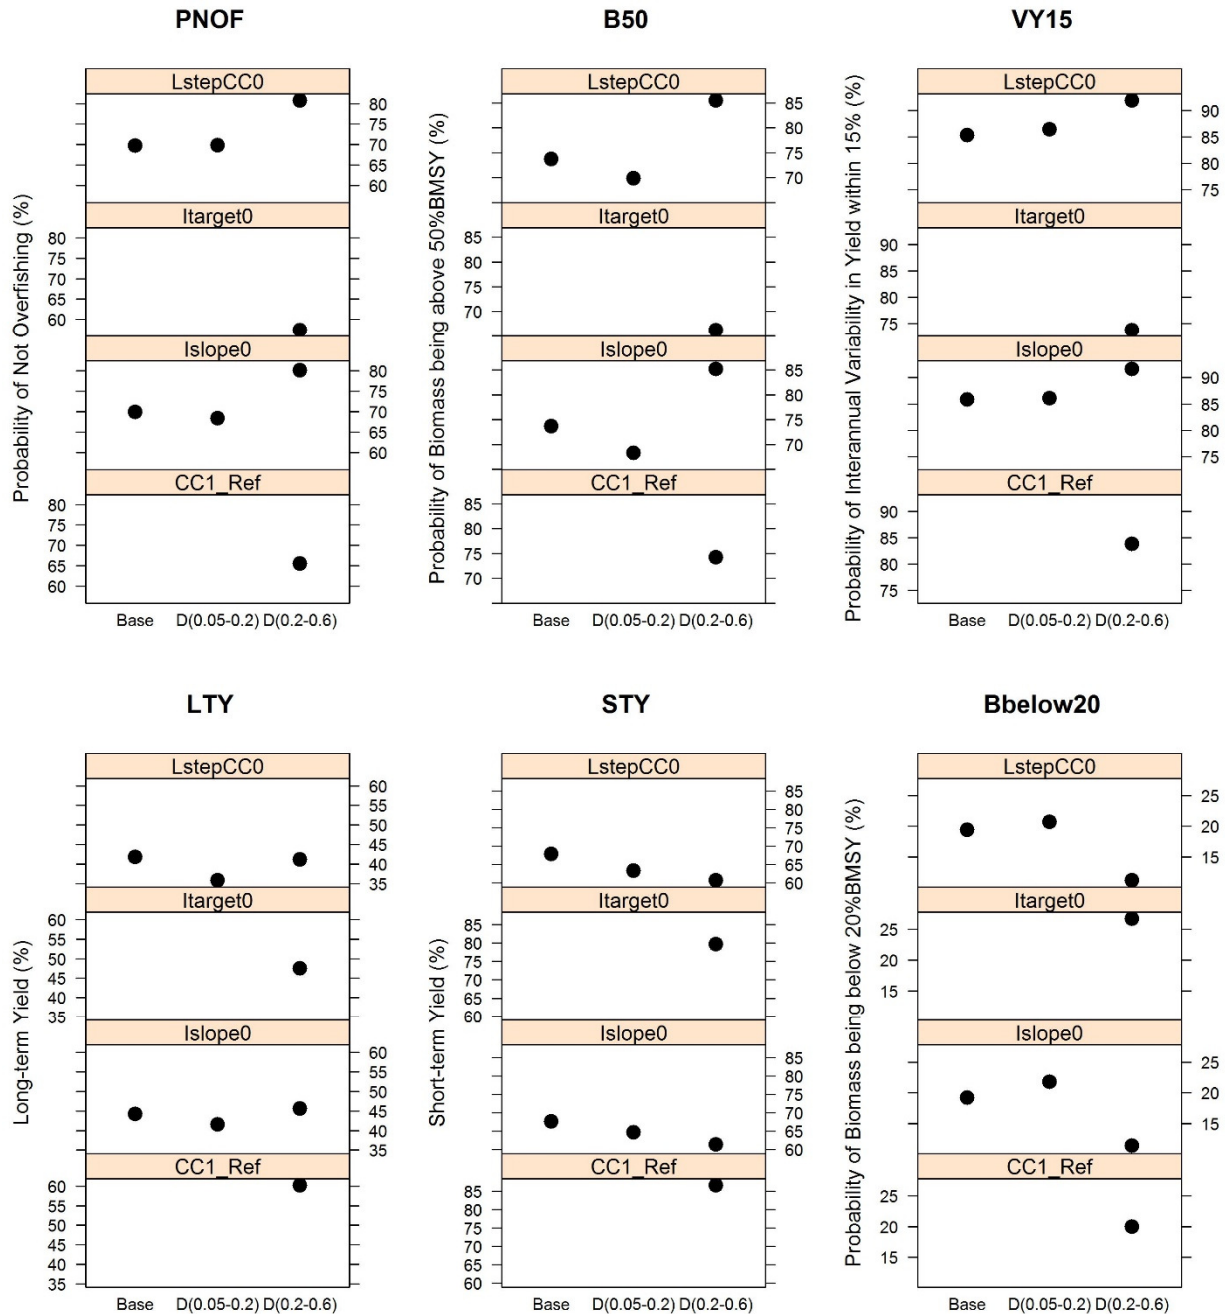 PNOF
Probability of Not Overfishing (%)
LstepCC0
80
75
70
65
60
Itarget0
80
75
70
65
60
Islope0
80
75
70
65
60
CC1_Ref
80
75
70
65
60
Base D(0.05-0.2) D(0.2-0.6)
B50
Probability of Biomass being above 50%BMSY (%)
LstepCC0
85
80
75
70
Itarget0
85
80
75
70
Islope0
85
80
75
70
CC1_Ref
85
80
75
70
Base D(0.05-0.2) D(0.2-0.6)
VY15
Probability of Interannual Variability in Yield within 15% (%)
LstepCC0
90
85
80
75
Itarget0
90
85
80
75
Islope0
90
85
80
75
CC1_Ref
90
85
80
75
Base D(0.05-0.2) D(0.2-0.6)
LTY
Long-term Yield (%)
LstepCC0
60
55
50
45
40
35
Itarget0
60
55
50
45
40
35
Islope0
60
55
50
45
40
35
CC1_Ref
60
55
50
45
40
35
Base D(0.05-0.2) D(0.2-0.6)
STY
Short-term Yield (%)
LstepCC0
85
80
75
70
65
60
Itarget0
85
80
75
70
65
60
Islope0
85
80
75
70
65
60
CC1_Ref
85
80
75
70
65
60
Base D(0.05-0.2) D(0.2-0.6)
Bbelow20
Probability of Biomass being below 20%BMSY (%)
LstepCC0
25
20
15
Itarget0
25
20
15
Islope0
25
20
15
CC1_Ref
25
20
15
Base D(0.05-0.2) D(0.2-0.6)